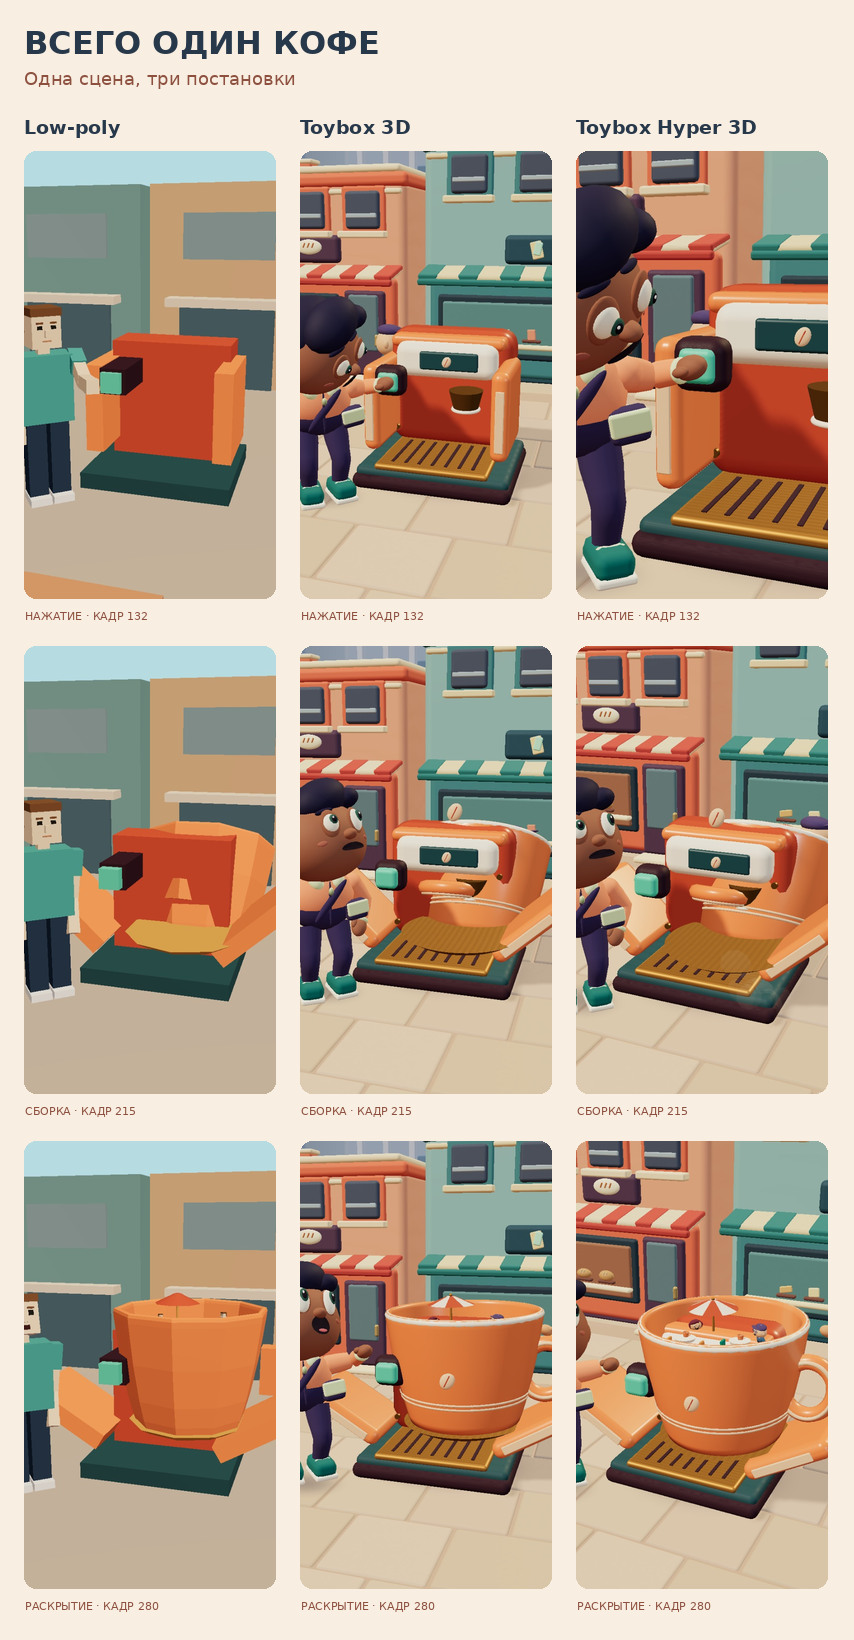 ВСЕГО ОДИН КОФЕ
Одна сцена, три постановки
Low-poly
Toybox 3D
Toybox Hyper 3D
НАЖАТИЕ · КАДР 132
НАЖАТИЕ · КАДР 132
НАЖАТИЕ · КАДР 132
СБОРКА · КАДР 215
СБОРКА · КАДР 215
СБОРКА · КАДР 215
РАСКРЫТИЕ · КАДР 280
РАСКРЫТИЕ · КАДР 280
РАСКРЫТИЕ · КАДР 280